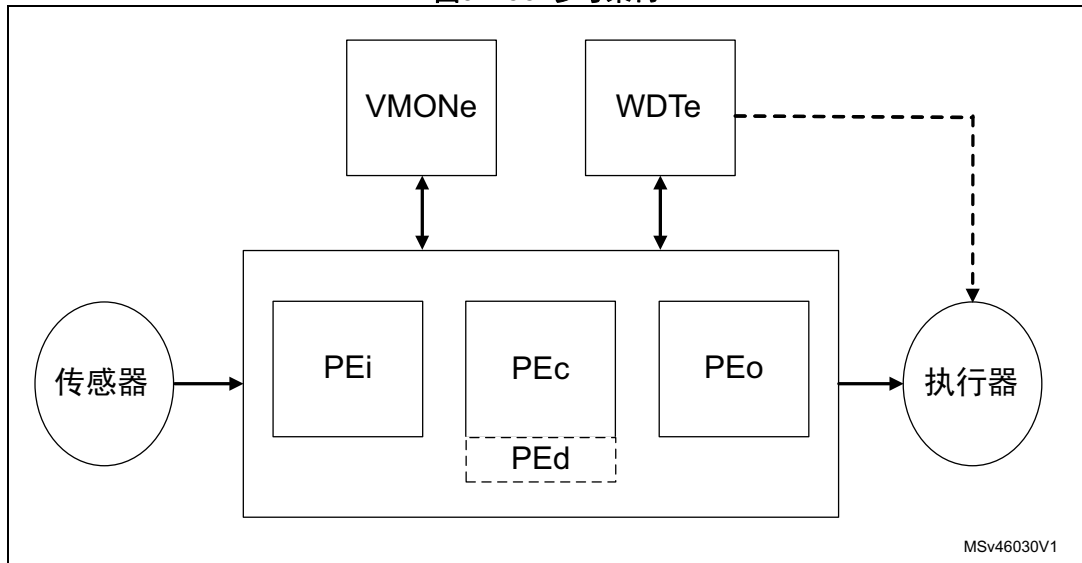 VMONe
WDTe
传感器
PEi
PEc
PEo
执行器
PEd
MSv46030V1